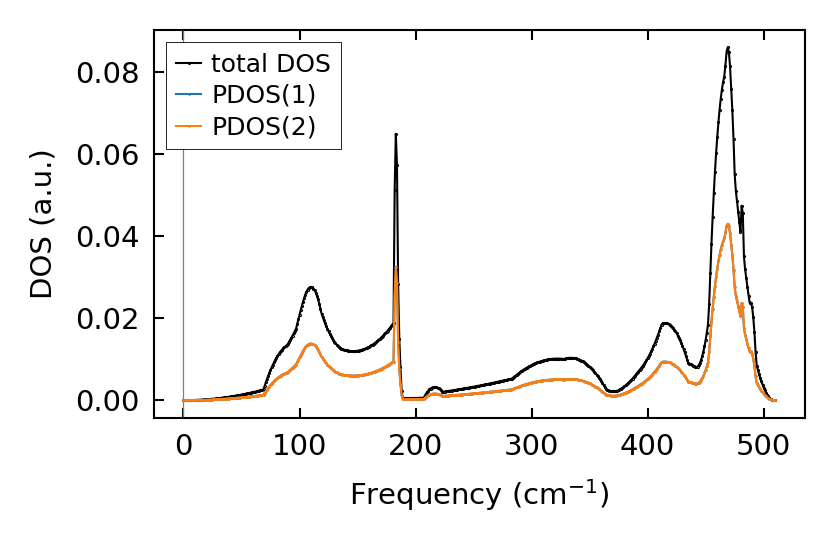 total DOS
PDOS(1)
PDOS(2)
0.08
0.06
0.04
0.02
0.00
DOS (a.u.)
0 100 200 300 400 500
Frequency (cm⁻¹)